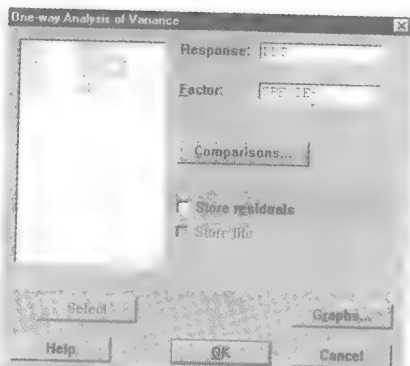 One-way Analysis of Variance
Response:
Factor:
Comparisons...
Store residuals
Store fits
Select
Graphs...
Help
OK
Cancel